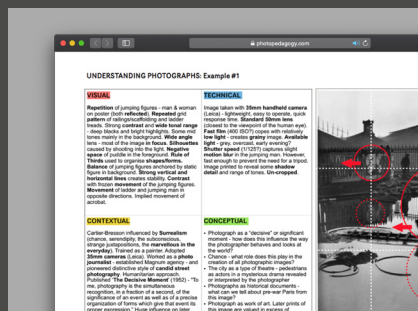 photopedagogy.com
UNDERSTANDING PHOTOGRAPHS: Example #1
VISUAL
Repetition of jumping figures - man & woman
on poster (both reflected). Repeated grid
pattern of railings/scaffolding and ladder
treads. Strong contrast and wide tonal range
- deep blacks and bright highlights. Some mid
tones mainly in the background. Wide angle
lens - most of the image in focus. Silhouettes
caused by shooting into the light. Negative
space of puddle in the foreground. Rule of
Thirds used to organise shapes/forms.
Balance of jumping figures anchored by static
figure in background. Strong vertical and
horizontal lines creates stability. Contrast
with frozen movement of the jumping figures.
Movement of ladder and jumping man in
opposite directions. Implied movement of
acrobat.
TECHNICAL
Image taken with 35mm handheld camera
(Leica) - lightweight, easy to operate, quick
response time. Standard 50mm lens
(closest to the viewpoint of the human eye).
Fast film (400 ISO?) copes with relatively
low light - creates grainy image. Available
light - grey, overcast, early evening?
Shutter speed (1/125?) captures slight
motion blur in the jumping man. However,
fast enough to prevent the need for a tripod.
Image printed to reveal some shadow
detail and range of tones. Un-cropped.
CONTEXTUAL
Cartier-Bresson influenced by Surrealism
(chance, serendipity, the subconscious,
strange juxtapositions, the marvellous in the
everyday). Trained as a painter. Adopted
35mm cameras (Leica). Worked as a photo
journalist - established Magnum agency - and
pioneered distinctive style of candid street
photography. Humanitarian approach.
Published 'The Decisive Moment' (1952) - "To
me, photography is the simultaneous
recognition, in a fraction of a second, of the
significance of an event as well as of a precise
organization of forms which give that event its
proper expression." Huge influence on later
CONCEPTUAL
• Photograph as a "decisive" or significant
moment - how does this influence the way
the photographer behaves and looks at
the world?
• Chance - what role does this play in the
creation of all photographic images?
• The city as a type of theatre - pedestrians
as actors in a mysterious drama revealed
or interpreted by the photographer
• Photographs as historical documents -
what can we tell about pre-war Paris from
this image?
• Photograph as work of art. Later prints of
this image are valued in excess of